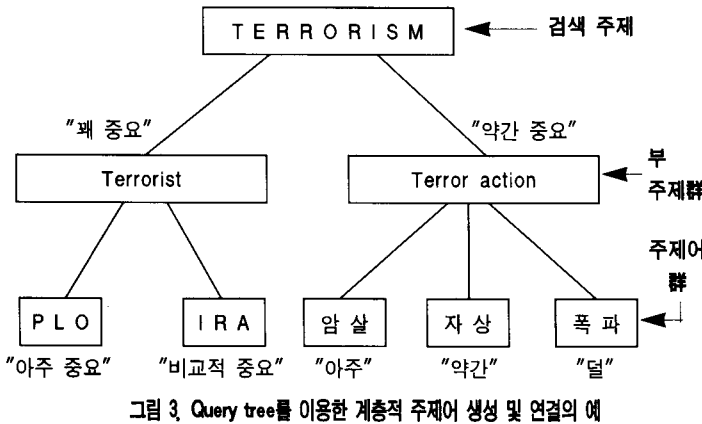 TERRORISM
검색 주제
"꽤 중요"
"약간 중요"
Terrorist
Terror action
부
주제群
주제어
群
PLO
IRA
암살
자상
폭파
"아주 중요"
"비교적 중요"
"아주"
"약간"
"덜"
그림 3. Query tree를 이용한 계층적 주제어 생성 및 연결의 예